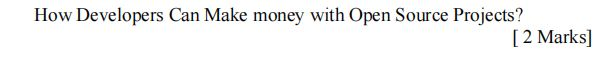 How Developers Can Make money with Open Source Projects?
[ 2 Marks]